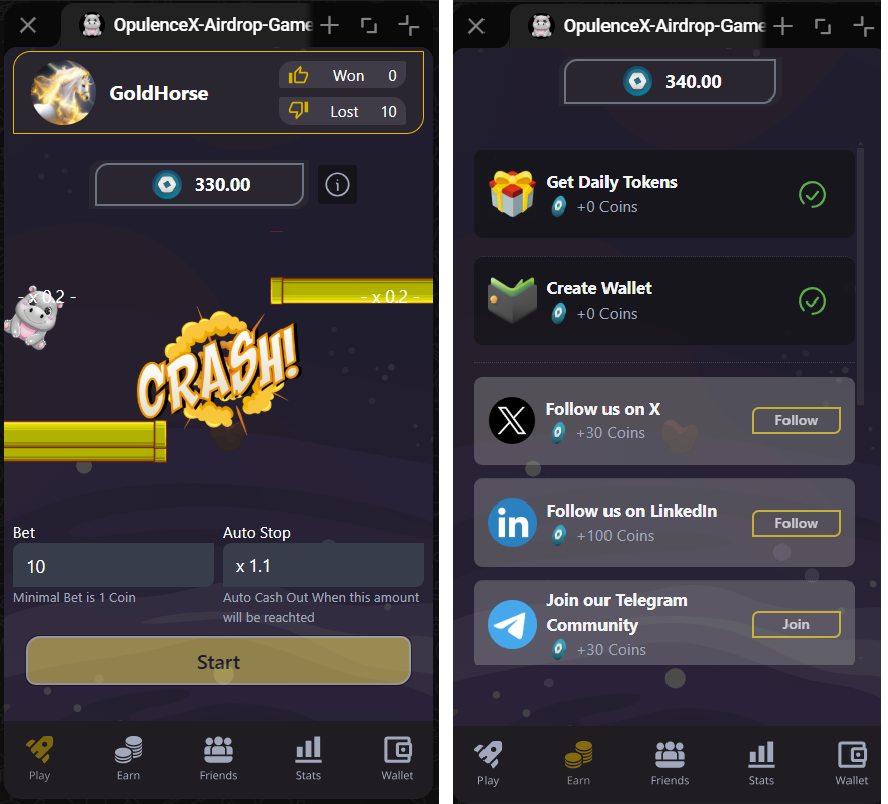 OpulenceX-Airdrop-Game
GoldHorse
Won 0
Lost 10
330.00
- x 0.2 -
- x 0.2 -
CRASH!
Bet
10
Minimal Bet is 1 Coin
Auto Stop
x 1.1
Auto Cash Out When this amount
will be reachted
Start
Play
Earn
Friends
Stats
Wallet
OpulenceX-Airdrop-Game
340.00
Get Daily Tokens
+0 Coins
Create Wallet
+0 Coins
Follow us on X
+30 Coins
Follow
Follow us on LinkedIn
+100 Coins
Follow
Join our Telegram
Community
+30 Coins
Join
Play
Earn
Friends
Stats
Wallet